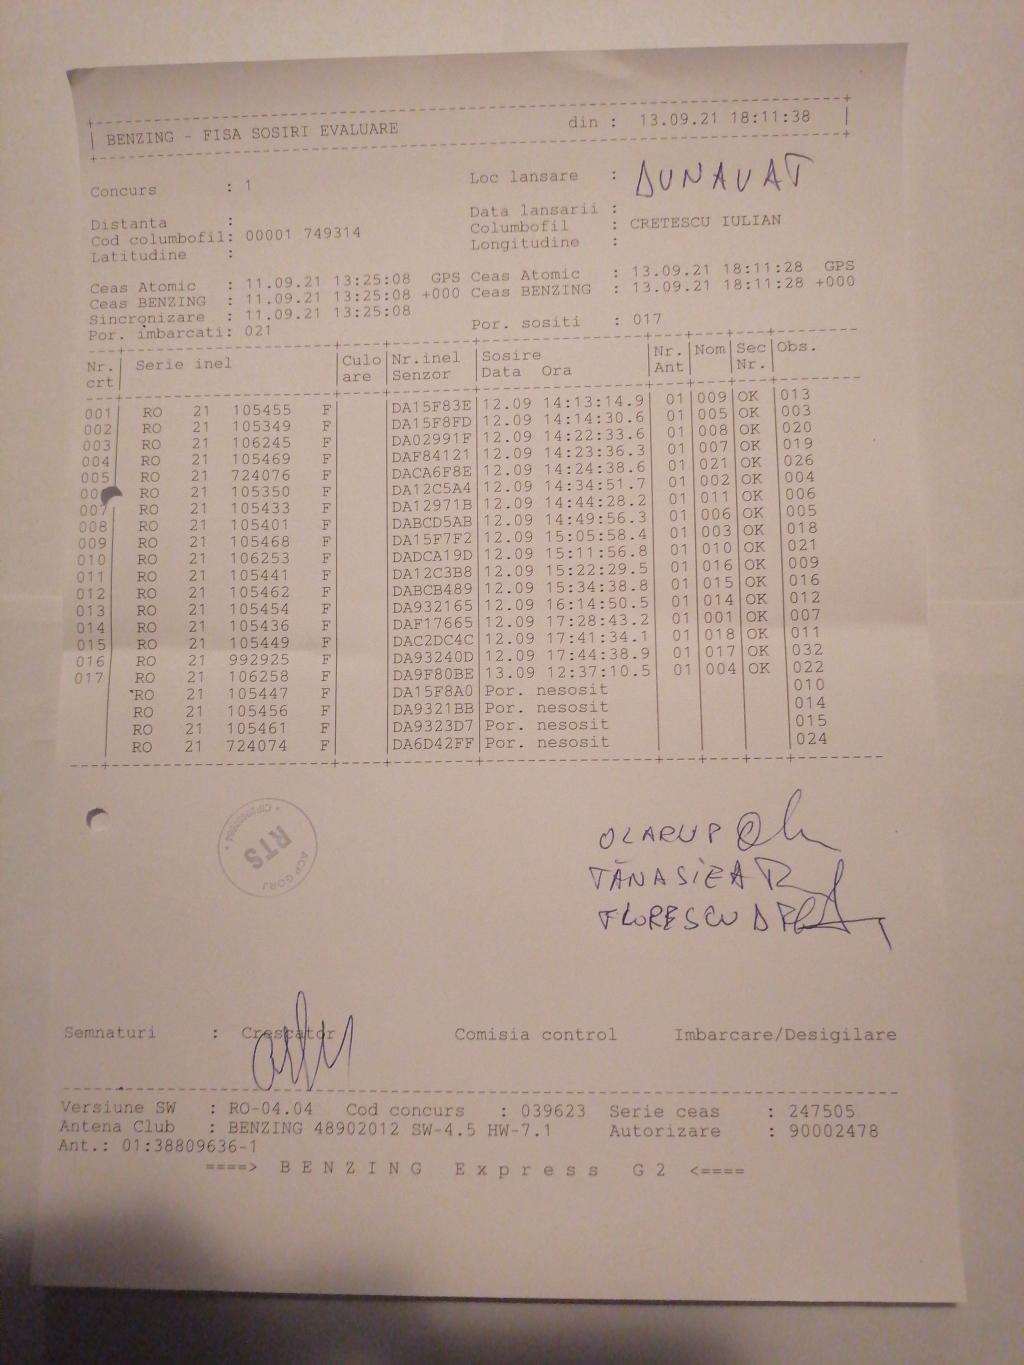 BENZING - FISA SOSIRI EVALUARE din : 13.09.21 18:11:38
Concurs : 1 Loc lansare : DUNAVAT
Distanta : Data lansarii :
Cod columbofil: 00001 749314 Columbofil : CRETESCU IULIAN
Latitudine : Longitudine :
Ceas Atomic : 11.09.21 13:25:08 GPS Ceas Atomic : 13.09.21 18:11:28 GPS
Ceas BENZING : 11.09.21 13:25:08 +000 Ceas BENZING : 13.09.21 18:11:28 +000
Sincronizare : 11.09.21 13:25:08
Por. imbarcati: 021 Por. sositi : 017
Nr. crt Serie inel Culo are Nr.inel Senzor Sosire Data Ora Nr. Ant Nom Sec Nr. Obs.
001 RO 21 105455 F DA15F83E 12.09 14:13:14.9 01 009 OK 013
002 RO 21 105349 F DA15F8FD 12.09 14:14:30.6 01 005 OK 003
003 RO 21 106245 F DA02991F 12.09 14:22:33.6 01 008 OK 020
004 RO 21 105469 F DAF84121 12.09 14:23:36.3 01 007 OK 019
005 RO 21 724076 F DACA6F8E 12.09 14:24:38.6 01 021 OK 026
00 RO 21 105350 F DA12C5A4 12.09 14:34:51.7 01 002 OK 004
007 RO 21 105433 F DA12971B 12.09 14:44:28.2 01 011 OK 006
008 RO 21 105401 F DABCD5AB 12.09 14:49:56.3 01 006 OK 005
009 RO 21 105468 F DA15F7F2 12.09 15:05:58.4 01 003 OK 018
010 RO 21 106253 F DADCA19D 12.09 15:11:56.8 01 010 OK 021
011 RO 21 105441 F DA12C3B8 12.09 15:22:29.5 01 016 OK 009
012 RO 21 105462 F DABCB489 12.09 15:34:38.8 01 015 OK 016
013 RO 21 105454 F DA932165 12.09 16:14:50.5 01 014 OK 012
014 RO 21 105436 F DAF17665 12.09 17:28:43.2 01 001 OK 007
015 RO 21 105449 F DAC2DC4C 12.09 17:41:34.1 01 018 OK 011
016 RO 21 992925 F DA93240D 12.09 17:44:38.9 01 017 OK 032
017 RO 21 106258 F DA9F80BE 13.09 12:37:10.5 01 004 OK 022
RO 21 105447 F DA15F8A0 Por. nesosit 010
RO 21 105456 F DA9321BB Por. nesosit 014
RO 21 105461 F DA9323D7 Por. nesosit 015
RO 21 724074 F DA6D42FF Por. nesosit 024
RTS
ACP GORJ
OLARU P
TĂNASIE A
FLORESCU D
Semnaturi : Crescator Comisia control Imbarcare/Desigilare
Versiune SW : RO-04.04 Cod concurs : 039623 Serie ceas : 247505
Antena Club : BENZING 48902012 SW-4.5 HW-7.1 Autorizare : 90002478
Ant.: 01:38809636-1
====> BENZING Express G2 <====